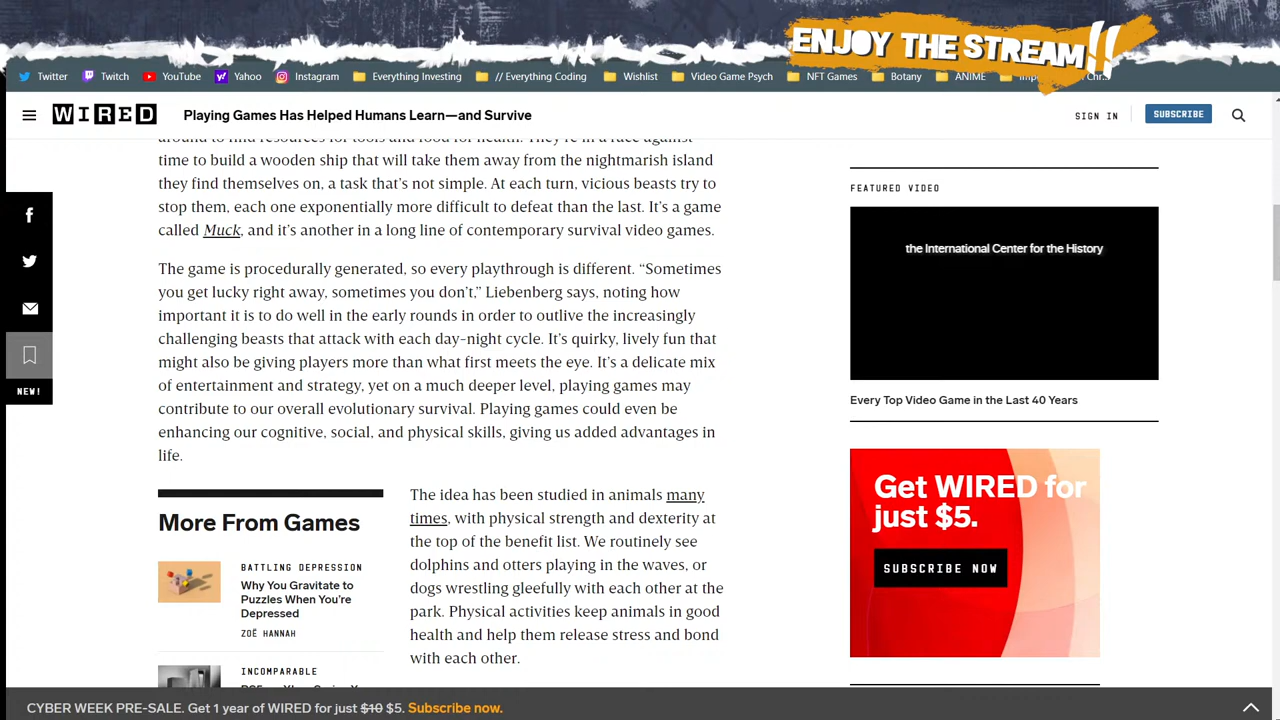 ENJOY THE STREAM!!
Twitter Twitch YouTube Yahoo Instagram Everything Investing // Everything Coding Wishlist Video Game Psych NFT Games Botany ANIME
WIRED Playing Games Has Helped Humans Learn—and Survive SIGN IN SUBSCRIBE
around to find resources for tools and food for health. They're in a race against
time to build a wooden ship that will take them away from the nightmarish island
they find themselves on, a task that's not simple. At each turn, vicious beasts try to
stop them, each one exponentially more difficult to defeat than the last. It's a game
called Muck, and it's another in a long line of contemporary survival video games.
The game is procedurally generated, so every playthrough is different. “Sometimes
you get lucky right away, sometimes you don't,” Liebenberg says, noting how
important it is to do well in the early rounds in order to outlive the increasingly
challenging beasts that attack with each day-night cycle. It's quirky, lively fun that
might also be giving players more than what first meets the eye. It's a delicate mix
of entertainment and strategy, yet on a much deeper level, playing games may
contribute to our overall evolutionary survival. Playing games could even be
enhancing our cognitive, social, and physical skills, giving us added advantages in
life.
NEW!
More From Games
BATTLING DEPRESSION
Why You Gravitate to
Puzzles When You're
Depressed
ZOË HANNAH
INCOMPARABLE
The idea has been studied in animals many
times, with physical strength and dexterity at
the top of the benefit list. We routinely see
dolphins and otters playing in the waves, or
dogs wrestling gleefully with each other at the
park. Physical activities keep animals in good
health and help them release stress and bond
with each other.
FEATURED VIDEO
the International Center for the History
Every Top Video Game in the Last 40 Years
Get WIRED for
just $5.
SUBSCRIBE NOW
CYBER WEEK PRE-SALE. Get 1 year of WIRED for just $10 $5. Subscribe now.